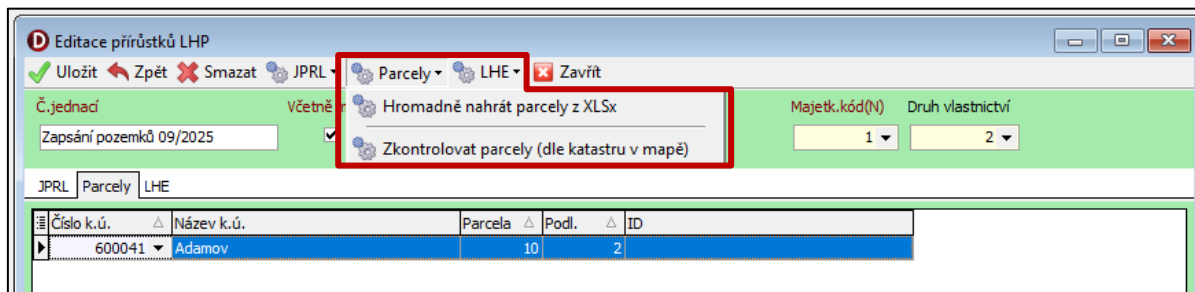 Editace přírůstků LHP
Uložit Zpět Smazat JPRL Parcely LHE Zavřít
Č.jednací Včetně Majetk.kód(N) Druh vlastnictví
Hromadně nahrát parcely z XLSx
Zapsání pozemků 09/2025 1 2
Zkontrolovat parcely (dle katastru v mapě)
JPRL Parcely LHE
Číslo k.ú. Název k.ú. Parcela Podl. ID
600041 Adamov 10 2